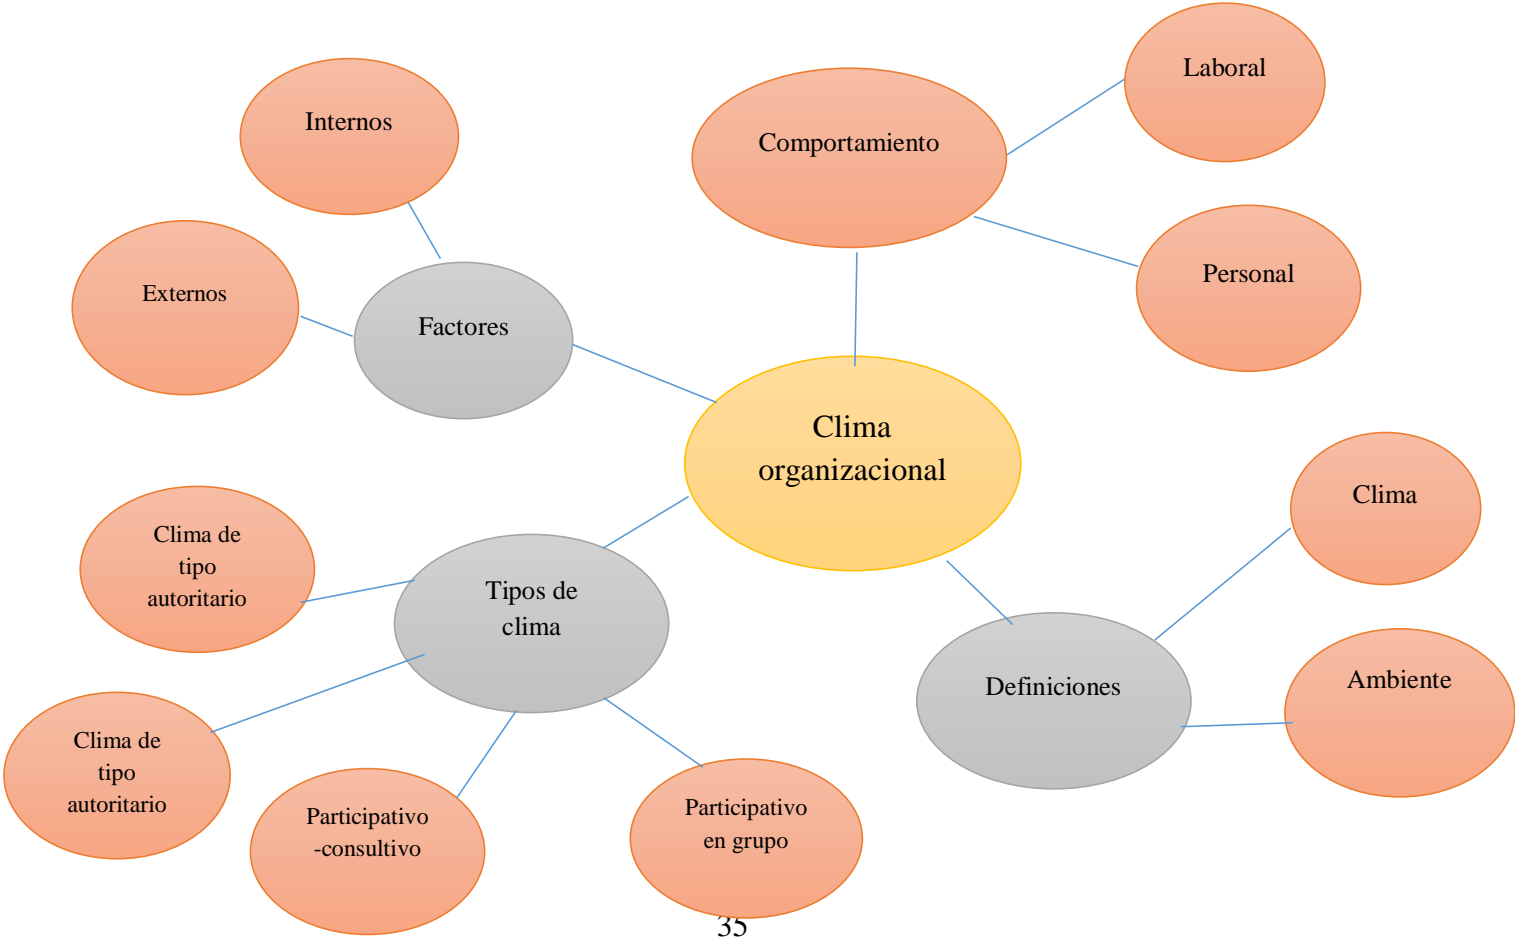 Laboral
Internos
Comportamiento
Personal
Externos
Factores
Clima
organizacional
Clima
Clima de
tipo
autoritario
Tipos de
clima
Definiciones
Ambiente
Clima de
tipo
autoritario
Participativo
-consultivo
Participativo
en grupo
35